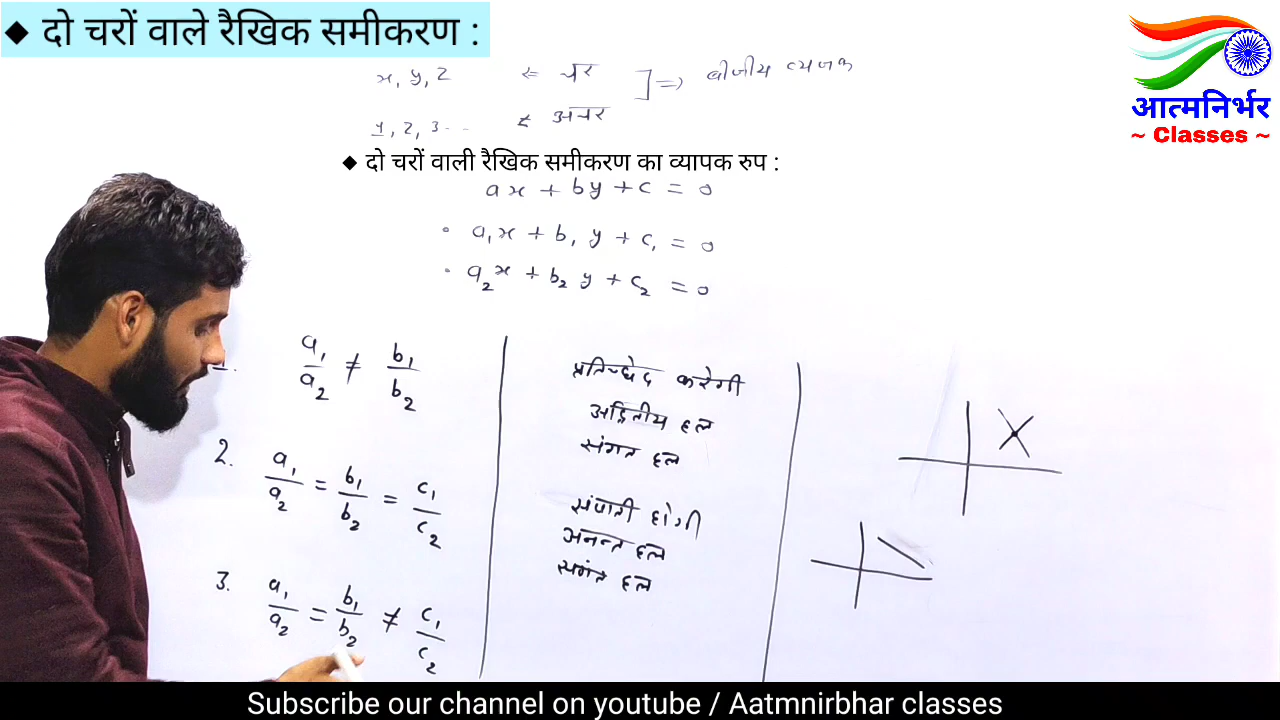 ◆ दो चरों वाले रैखिक समीकरण :
आत्मनिर्भर
~ Classes ~
x, y, z ← चर ] ⇒ बीजीय व्यंजक
1, 2, 3 - - ← अचर
◆ दो चरों वाली रैखिक समीकरण का व्यापक रुप :
ax + by + c = 0
• a₁x + b₁y + c₁ = 0
• a₂x + b₂y + c₂ = 0
1. a₁/a₂ ≠ b₁/b₂
प्रतिच्छेद करेगी
अद्वितीय हल
संगत हल
2. a₁/a₂ = b₁/b₂ = c₁/c₂
संपाती होगी
अनन्त हल
संगत हल
3. a₁/a₂ = b₁/b₂ ≠ c₁/c₂
Subscribe our channel on youtube / Aatmnirbhar classes